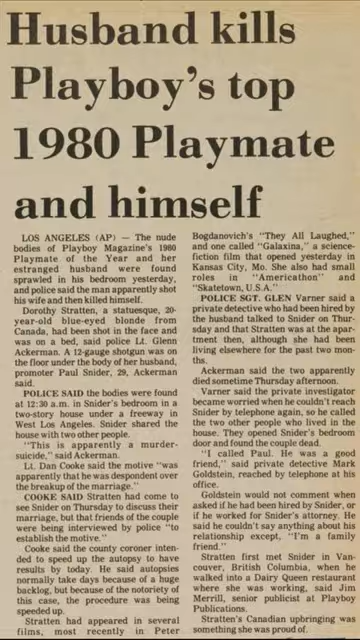 Husband kills
Playboy's top
1980 Playmate
and himself
LOS ANGELES (AP) — The nude
bodies of Playboy Magazine's 1980
Playmate of the Year and her
estranged husband were found
sprawled in his bedroom yesterday,
and police said the man apparently shot
his wife and then killed himself.
Dorothy Stratten, a statuesque, 20-
year-old blue-eyed blonde from
Canada, had been shot in the face and
was on a bed, said police Lt. Glenn
Ackerman. A 12-gauge shotgun was on
the floor under the body of her husband,
promoter Paul Snider, 29, Ackerman
said.
POLICE SAID the bodies were found
at 12:30 a.m. in Snider's bedroom in a
two-story house under a freeway in
West Los Angeles. Snider shared the
house with two other people.
"This is apparently a murder-
suicide," said Ackerman.
Lt. Dan Cooke said the motive "was
apparently that he was despondent over
the breakup of the marriage."
COOKE SAID Stratten had come to
see Snider on Thursday to discuss their
marriage, but that friends of the couple
were being interviewed by police "to
establish the motive."
Cooke said the county coroner inten-
ded to speed up the autopsy to have
results by today. He said autopsies
normally take days because of a huge
backlog, but because of the notoriety of
this case, the procedure was being
speeded up.
Stratten had appeared in several
films, most recently in Peter
Bogdanovich's "They All Laughed,"
and one called "Galaxina," a science-
fiction film that opened yesterday in
Kansas City, Mo. She also had small
roles in "Americathon" and
"Skatetown, U.S.A."
POLICE SGT. GLEN Varner said a
private detective who had been hired by
the husband talked to Snider on Thur-
sday and that Stratten was at the apar-
tment then, although she had been
living elsewhere for the past two mon-
ths.
Ackerman said the two apparently
died sometime Thursday afternoon.
Varner said the private investigator
became worried when he couldn't reach
Snider by telephone again, so he called
the two other people who lived in the
house. They opened Snider's bedroom
door and found the couple dead.
"I called Paul. He was a good
friend," said private detective Mark
Goldstein, reached by telephone at his
office.
Goldstein would not comment when
asked if he had been hired by Snider, or
if he worked for Snider's attorney. He
said he couldn't say anything about his
relationship except, "I'm a family
friend."
Stratten first met Snider in Van-
couver, British Columbia, when he
walked into a Dairy Queen restaurant
where she was working, said Jim
Merrill, senior publicist at Playboy
Publications.
Stratten's Canadian upbringing was
something she was proud of.